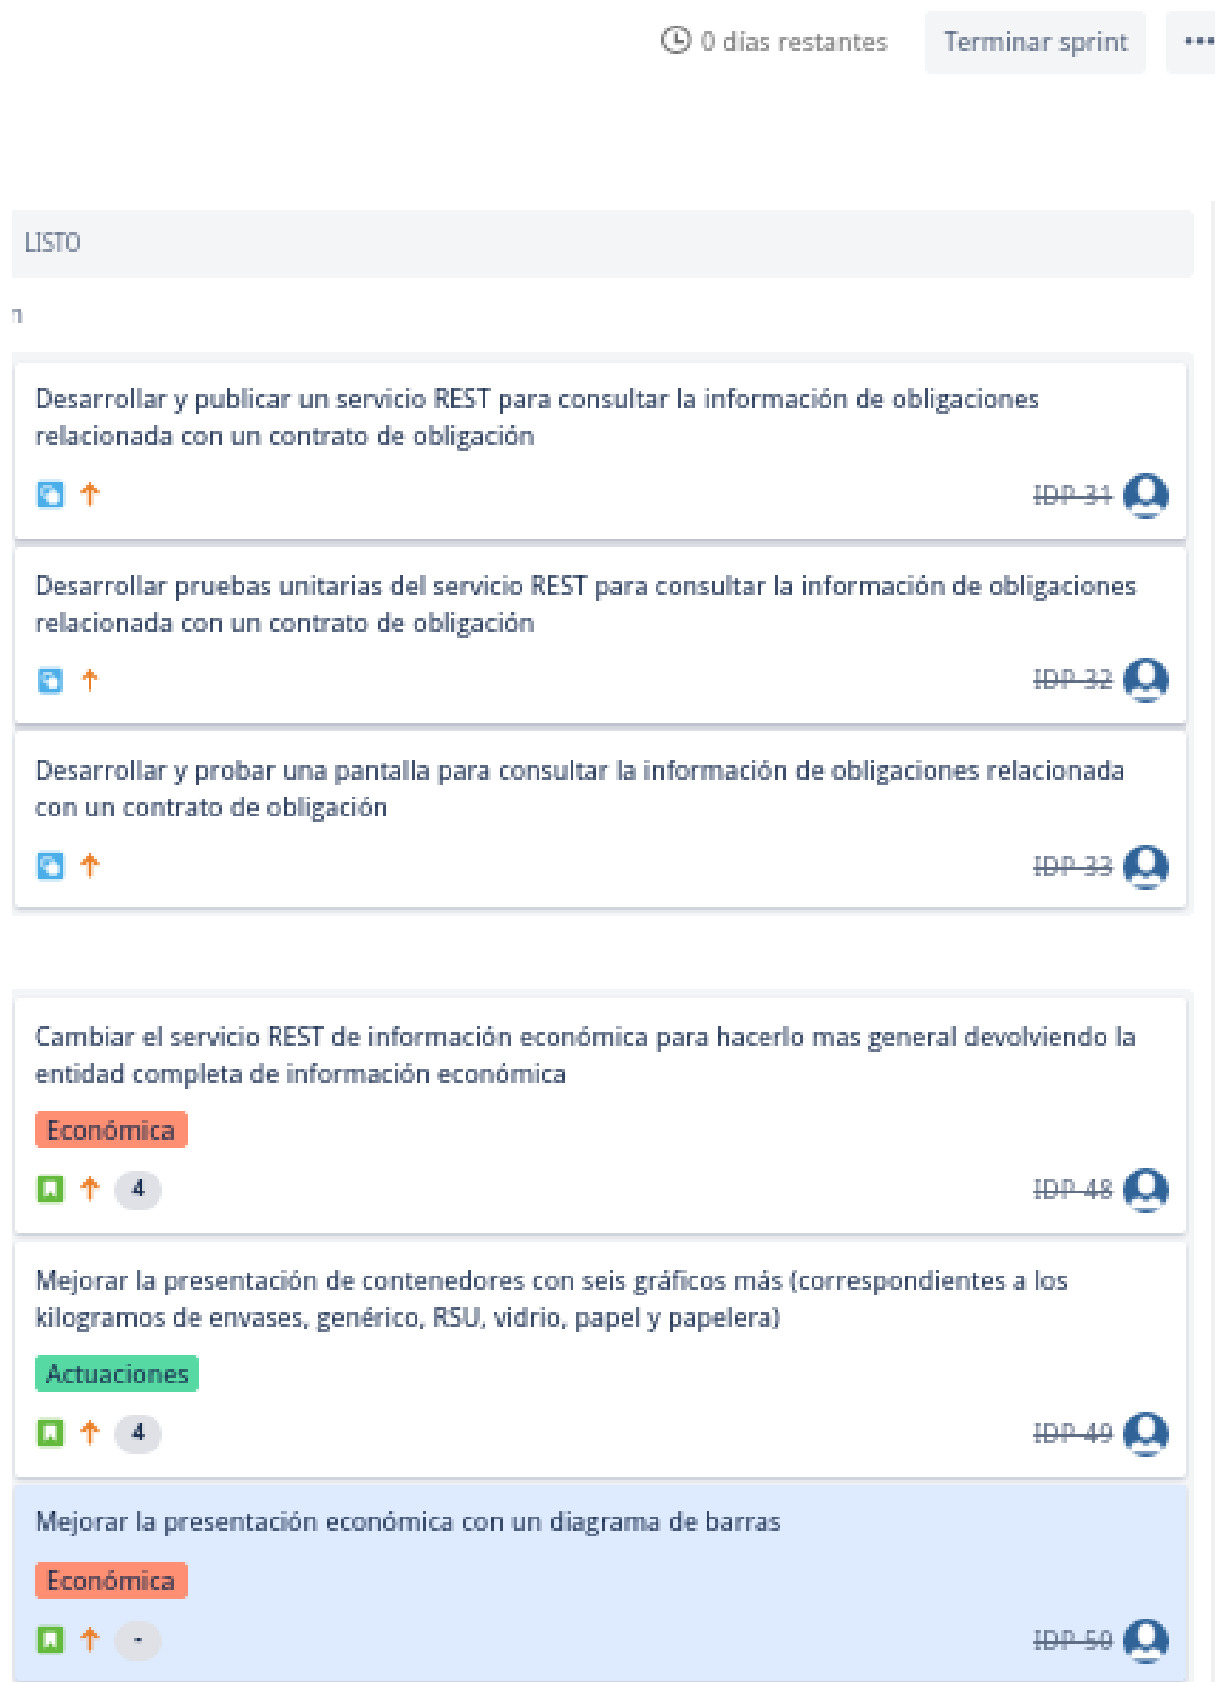 0 días restantes
Terminar sprint
LISTO
n
Desarrollar y publicar un servicio REST para consultar la información de obligaciones
relacionada con un contrato de obligación
IDP-31
Desarrollar pruebas unitarias del servicio REST para consultar la información de obligaciones
relacionada con un contrato de obligación
IDP-32
Desarrollar y probar una pantalla para consultar la información de obligaciones relacionada
con un contrato de obligación
IDP-33
Cambiar el servicio REST de información económica para hacerlo mas general devolviendo la
entidad completa de información económica
Económica
4
IDP-48
Mejorar la presentación de contenedores con seis gráficos más (correspondientes a los
kilogramos de envases, genérico, RSU, vidrio, papel y papelera)
Actuaciones
4
IDP-49
Mejorar la presentación económica con un diagrama de barras
Económica
-
IDP-50